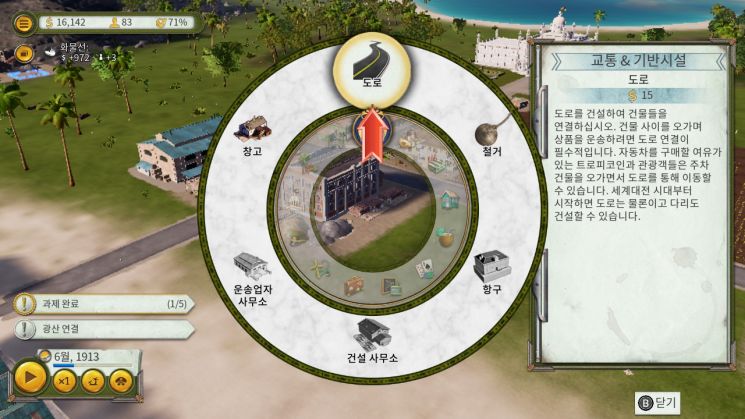 $ 16,142
83
71%
화물선:
$ +972 +3
도로
창고
철거
운송업자
사무소
항구
건설 사무소
교통 & 기반시설
도로
$ 15
도로를 건설하여 건물들을
연결하십시오. 건물 사이를 오가며
상품을 운송하려면 도로 연결이
필수적입니다. 자동차를 구매할 여유가
있는 트로피코인과 관광객들은 주차
건물을 오가면서 도로를 통해 이동할
수 있습니다. 세계대전 시대부터
시작하면 도로는 물론이고 다리도
건설할 수 있습니다.
과제 완료 (1/5)
광산 연결
6월, 1913
x1
B 닫기